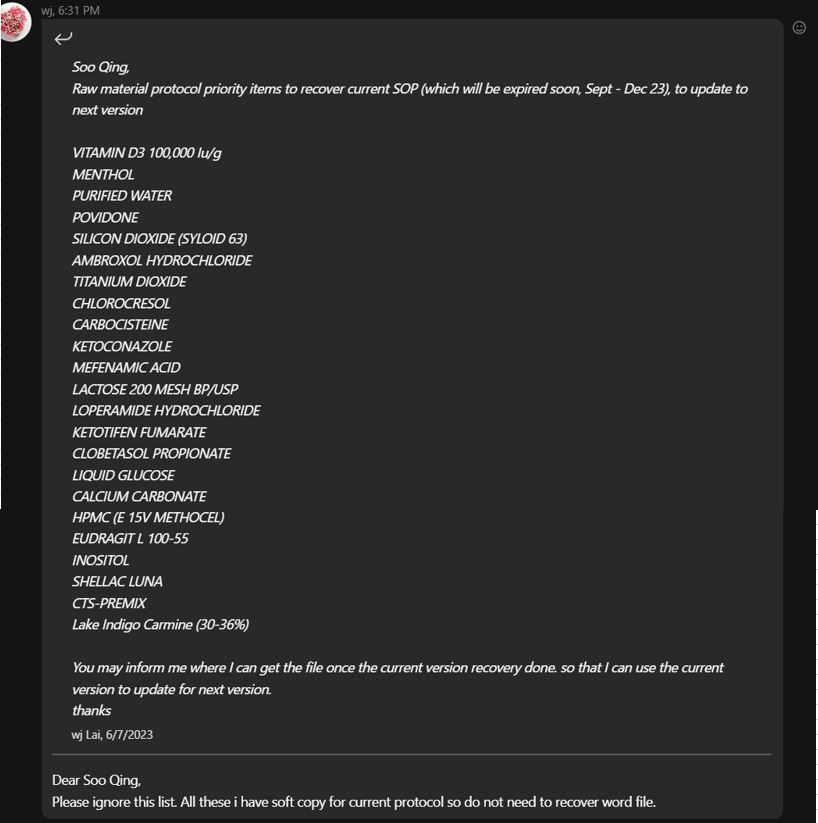 wj, 6:31 PM
Soo Qing,
Raw material protocol priority items to recover current SOP (which will be expired soon, Sept - Dec 23), to update to
next version
VITAMIN D3 100,000 lu/g
MENTHOL
PURIFIED WATER
POVIDONE
SILICON DIOXIDE (SYLOID 63)
AMBROXOL HYDROCHLORIDE
TITANIUM DIOXIDE
CHLOROCRESOL
CARBOCISTEINE
KETOCONAZOLE
MEFENAMIC ACID
LACTOSE 200 MESH BP/USP
LOPERAMIDE HYDROCHLORIDE
KETOTIFEN FUMARATE
CLOBETASOL PROPIONATE
LIQUID GLUCOSE
CALCIUM CARBONATE
HPMC (E 15V METHOCEL)
EUDRAGIT L 100-55
INOSITOL
SHELLAC LUNA
CTS-PREMIX
Lake Indigo Carmine (30-36%)
You may inform me where I can get the file once the current version recovery done. so that I can use the current
version to update for next version.
thanks
wj Lai, 6/7/2023
Dear Soo Qing,
Please ignore this list. All these i have soft copy for current protocol so do not need to recover word file.